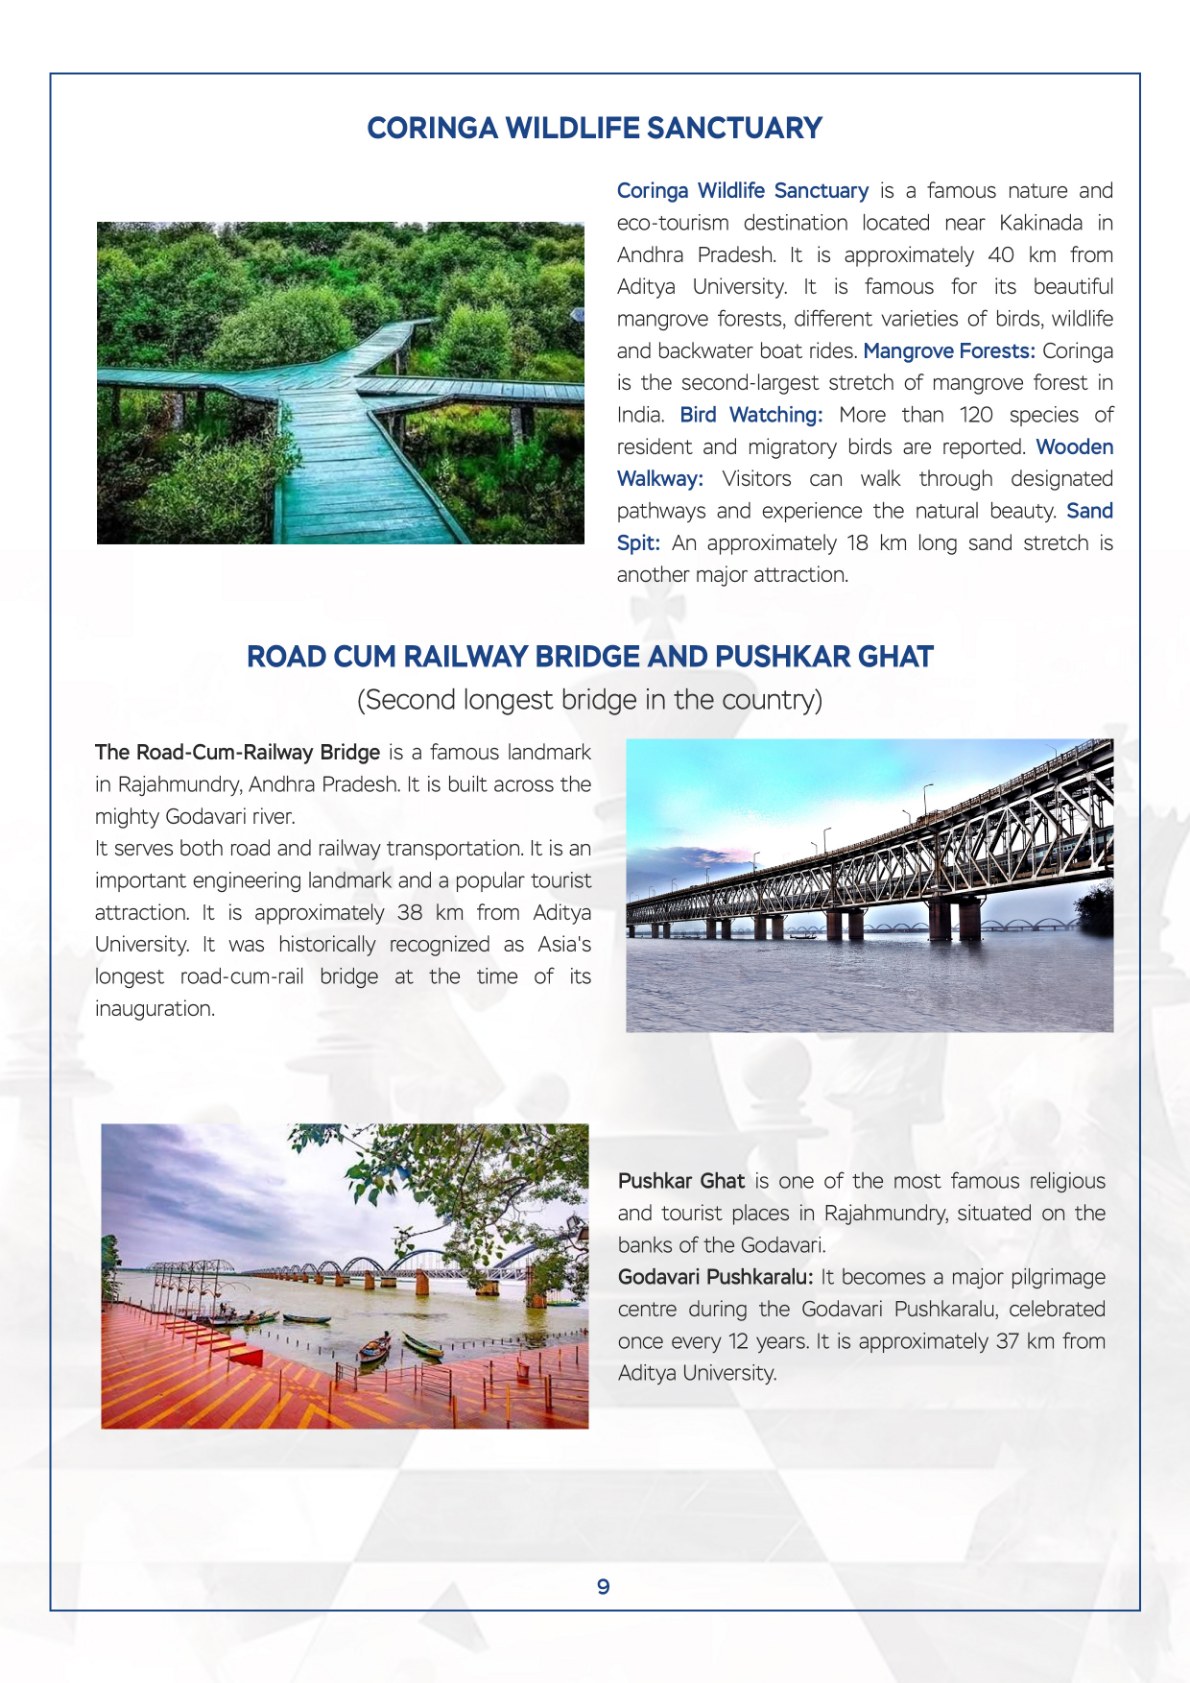 CORINGA WILDLIFE SANCTUARY
Coringa Wildlife Sanctuary is a famous nature and
eco-tourism destination located near Kakinada in
Andhra Pradesh. It is approximately 40 km from
Aditya University. It is famous for its beautiful
mangrove forests, different varieties of birds, wildlife
and backwater boat rides. Mangrove Forests: Coringa
is the second-largest stretch of mangrove forest in
India. Bird Watching: More than 120 species of
resident and migratory birds are reported. Wooden
Walkway: Visitors can walk through designated
pathways and experience the natural beauty. Sand
Spit: An approximately 18 km long sand stretch is
another major attraction.
ROAD CUM RAILWAY BRIDGE AND PUSHKAR GHAT
(Second longest bridge in the country)
The Road-Cum-Railway Bridge is a famous landmark
in Rajahmundry, Andhra Pradesh. It is built across the
mighty Godavari river.
It serves both road and railway transportation. It is an
important engineering landmark and a popular tourist
attraction. It is approximately 38 km from Aditya
University. It was historically recognized as Asia's
longest road-cum-rail bridge at the time of its
inauguration.
Pushkar Ghat is one of the most famous religious
and tourist places in Rajahmundry, situated on the
banks of the Godavari.
Godavari Pushkaralu: It becomes a major pilgrimage
centre during the Godavari Pushkaralu, celebrated
once every 12 years. It is approximately 37 km from
Aditya University.
9